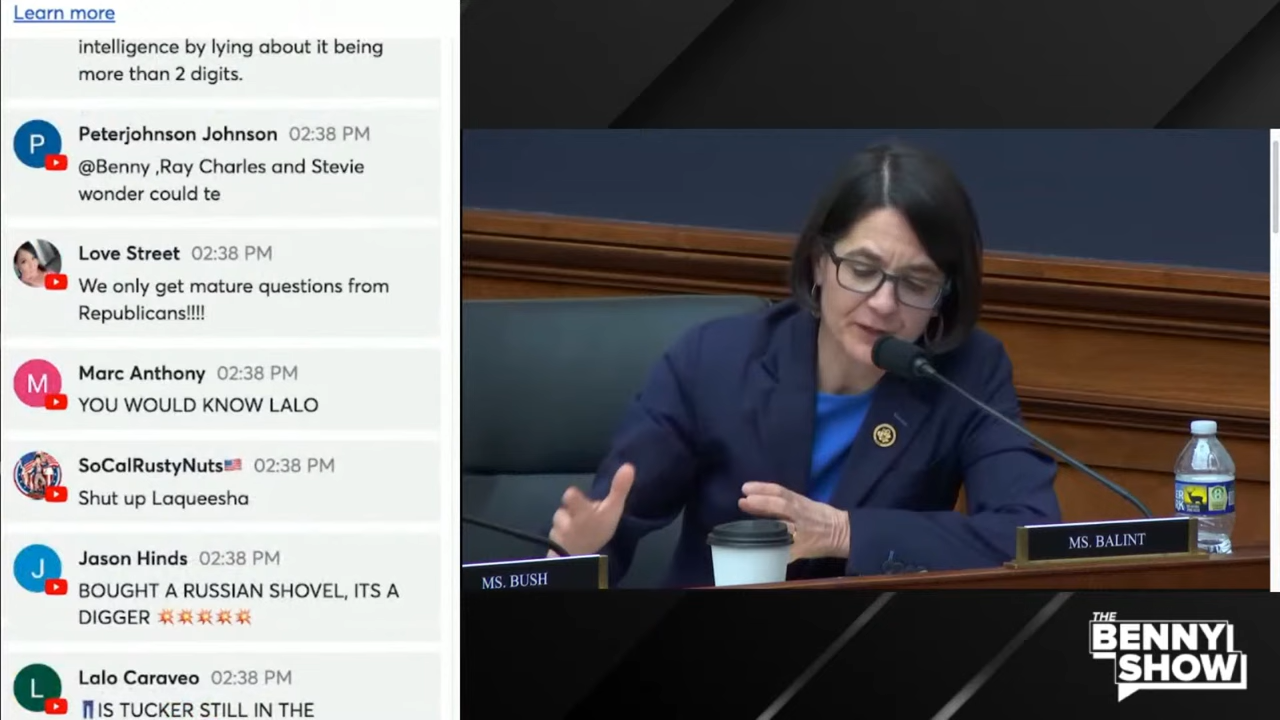 Learn more
intelligence by lying about it being
more than 2 digits.
P
Peterjohnson Johnson 02:38 PM
@Benny ,Ray Charles and Stevie
wonder could te
Love Street 02:38 PM
We only get mature questions from
Republicans!!!!
M
Marc Anthony 02:38 PM
YOU WOULD KNOW LALO
SoCalRustyNuts🇺🇸 02:38 PM
Shut up Laqueesha
J
Jason Hinds 02:38 PM
BOUGHT A RUSSIAN SHOVEL, ITS A
DIGGER 💥💥💥💥💥
L
Lalo Caraveo 02:38 PM
👖IS TUCKER STILL IN THE
MS. BUSH
MS. BALINT
THE
BENNY
SHOW